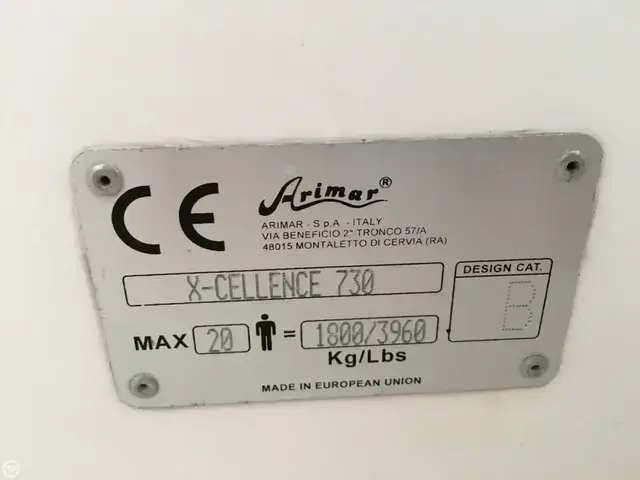 CE
Arimar®
ARIMAR - S.p.A. - ITALY
VIA BENEFICIO 2° TRONCO 57/A
48015 MONTALETTO DI CERVIA (RA)
X-CELLENCE 730
DESIGN CAT.
B
MAX 20 = 1800/3960
Kg/Lbs
MADE IN EUROPEAN UNION